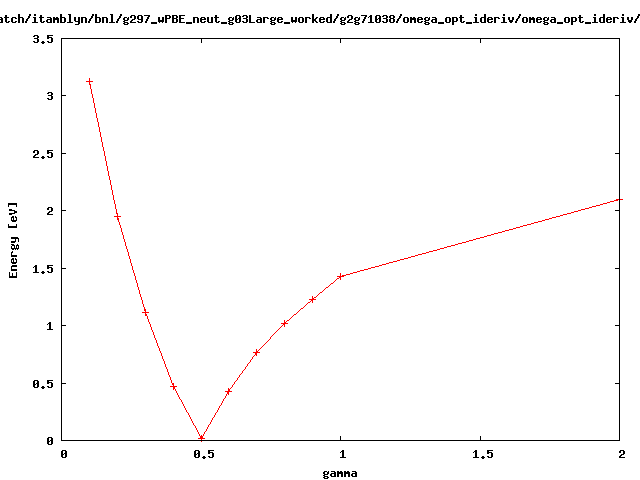 atch/itamblyn/bnl/g297_wPBE_neut_g03Large_worked/g2g71038/omega_opt_ideriv/omega_opt_ideriv/
3.5
3
2.5
2
1.5
1
0.5
0
Energy [eV]
0 0.5 1 1.5 2
gamma